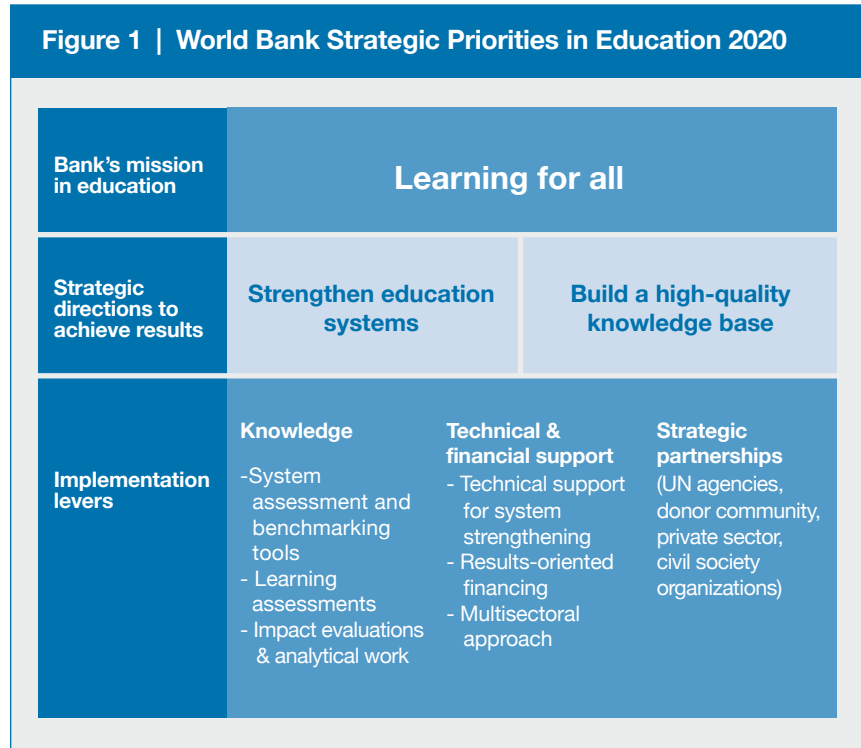 Figure 1 | World Bank Strategic Priorities in Education 2020
Bank's mission
in education
Learning for all
Strategic
directions to
achieve results
Strengthen education
systems
Build a high-quality
knowledge base
Implementation
levers
Knowledge
-System
assessment and
benchmarking
tools
- Learning
assessments
- Impact evaluations
& analytical work
Technical &
financial support
- Technical support
for system
strengthening
- Results-oriented
financing
- Multisectoral
approach
Strategic
partnerships
(UN agencies,
donor community,
private sector,
civil society
organizations)